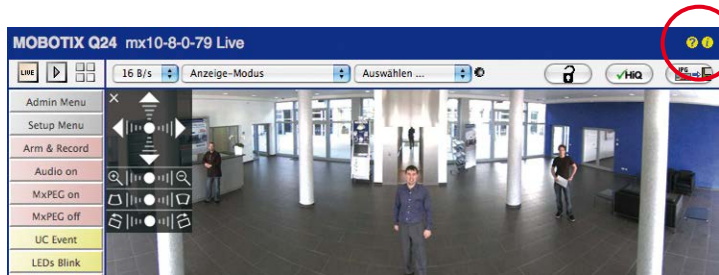 MOBOTIX Q24 mx10-8-0-79 Live
? i
LIVE 16 B/s Anzeige-Modus Auswählen ... HiQ JPG
Admin Menu
Setup Menu
Arm & Record
Audio on
MxPEG on
MxPEG off
UC Event
LEDs Blink